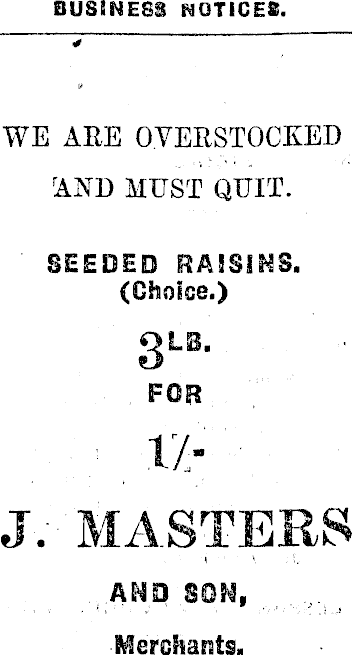 BUSINESS NOTICES.
WE ARE OVERSTOCKED
AND MUST QUIT.
SEEDED RAISINS.
(Choice.)
3LB.
FOR
1/-
J. MASTERS
AND SON,
Merchants.